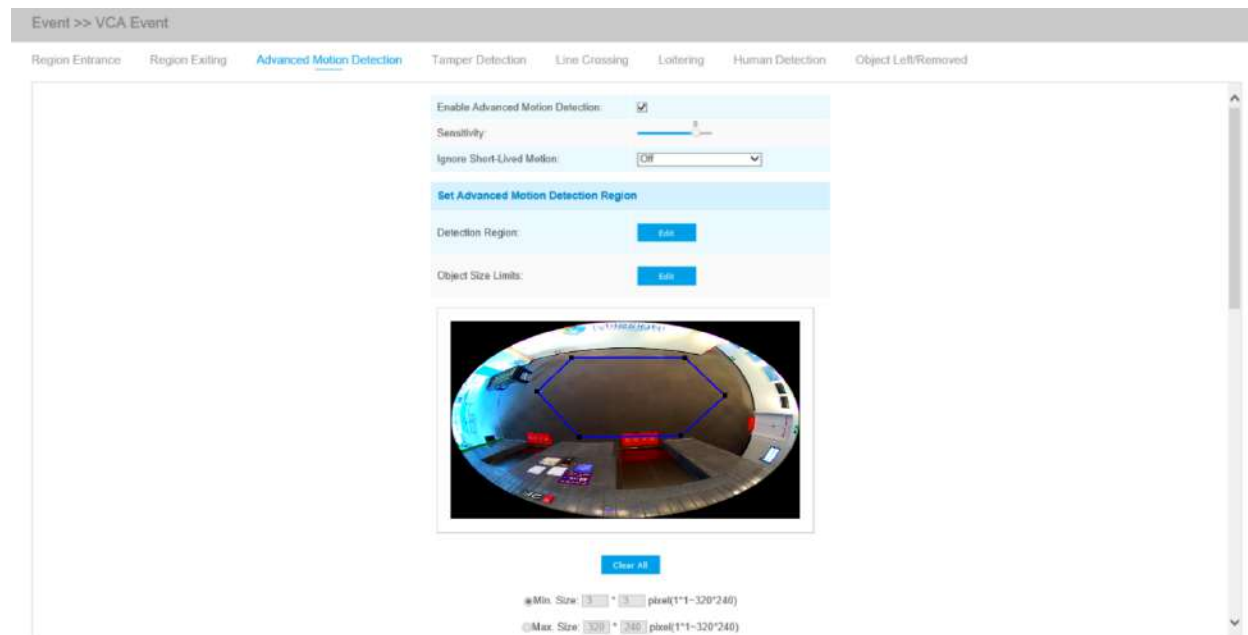 Event >> VCA Event
Region Entrance Region Exiting Advanced Motion Detection Tamper Detection Line Crossing Loitering Human Detection Object Left/Removed
Enable Advanced Motion Detection:
Sensitivity:
Ignore Short-Lived Motion: Off
Set Advanced Motion Detection Region
Detection Region: Edit
Object Size Limits: Edit
Clear All
Min. Size: 3 * 3 pixel(1*1~320*240)
Max. Size: 320 * 240 pixel(1*1~320*240)